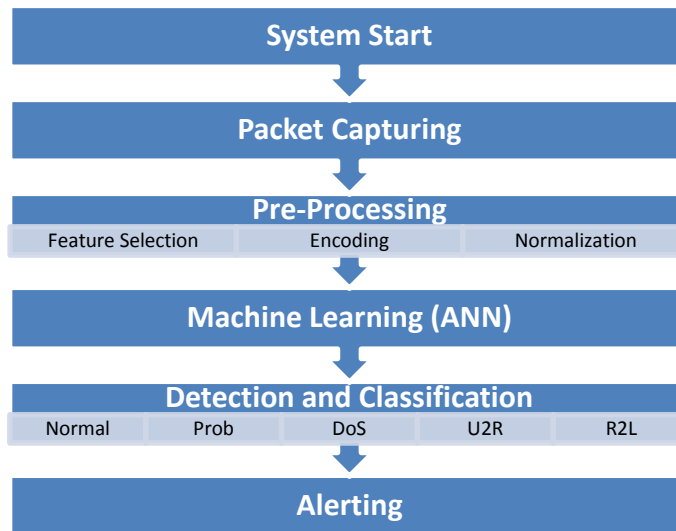 System Start
Packet Capturing
Pre-Processing
Feature Selection Encoding Normalization
Machine Learning (ANN)
Detection and Classification
Normal Prob DoS U2R R2L
Alerting